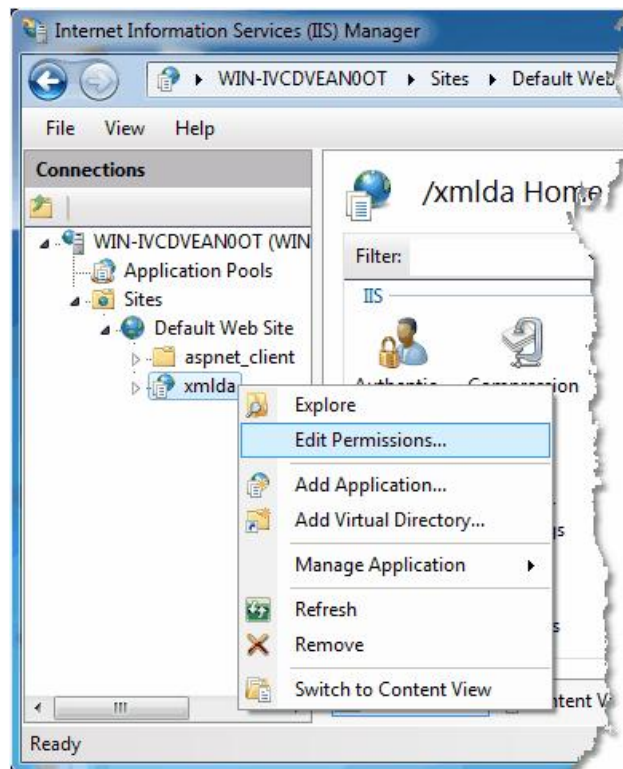 Internet Information Services (IIS) Manager
WIN-IVCDVEAN0OT ▸ Sites ▸ Default Web
File View Help
Connections
/xmlda Home
WIN-IVCDVEAN0OT (WIN
Filter:
Application Pools
Sites
IIS
Default Web Site
aspnet_client
xmlda
Authentic Compression
Explore
Edit Permissions...
Add Application...
Add Virtual Directory...
Manage Application
Refresh
Remove
Switch to Content View
Ready